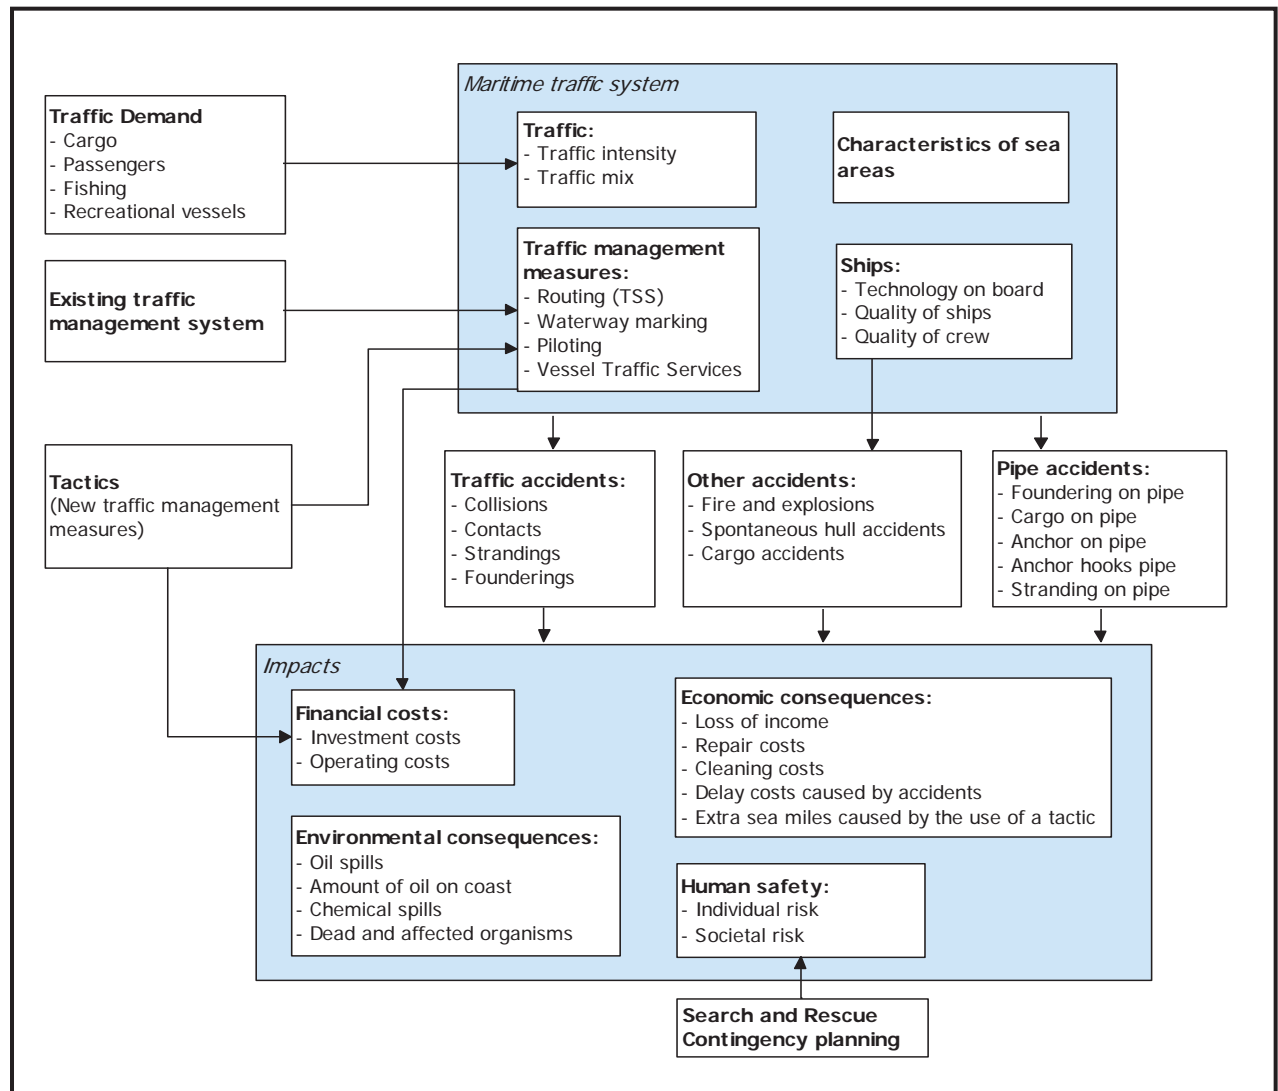 Maritime traffic system
Traffic Demand
- Cargo
- Passengers
- Fishing
- Recreational vessels
Traffic:
- Traffic intensity
- Traffic mix
Characteristics of sea
areas
Existing traffic
management system
Traffic management
measures:
- Routing (TSS)
- Waterway marking
- Piloting
- Vessel Traffic Services
Ships:
- Technology on board
- Quality of ships
- Quality of crew
Tactics
(New traffic management
measures)
Traffic accidents:
- Collisions
- Contacts
- Strandings
- Founderings
Other accidents:
- Fire and explosions
- Spontaneous hull accidents
- Cargo accidents
Pipe accidents:
- Foundering on pipe
- Cargo on pipe
- Anchor on pipe
- Anchor hooks pipe
- Stranding on pipe
Impacts
Financial costs:
- Investment costs
- Operating costs
Economic consequences:
- Loss of income
- Repair costs
- Cleaning costs
- Delay costs caused by accidents
- Extra sea miles caused by the use of a tactic
Environmental consequences:
- Oil spills
- Amount of oil on coast
- Chemical spills
- Dead and affected organisms
Human safety:
- Individual risk
- Societal risk
Search and Rescue
Contingency planning